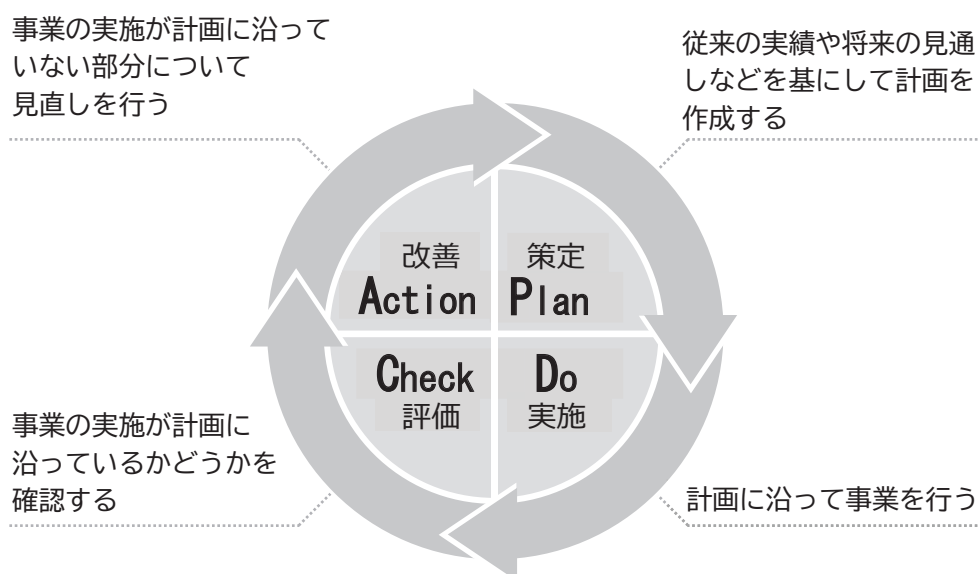 事業の実施が計画に沿って
いない部分について
見直しを行う
従来の実績や将来の見通
しなどを基にして計画を
作成する
改善
Action
策定
Plan
Check
評価
Do
実施
事業の実施が計画に
沿っているかどうかを
確認する
計画に沿って事業を行う